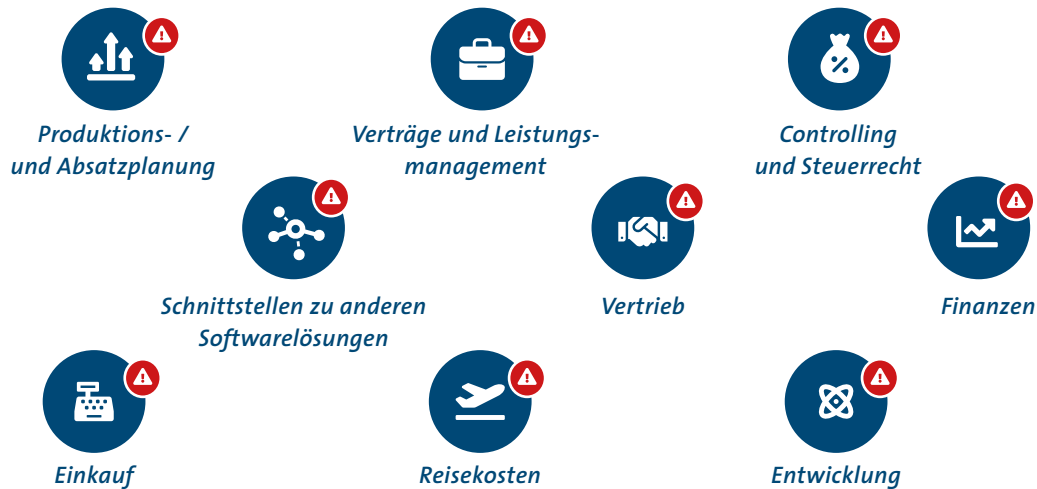 Produktions- /
und Absatzplanung
Verträge und Leistungs-
management
Controlling
und Steuerrecht
Schnittstellen zu anderen
Softwarelösungen
Vertrieb
Finanzen
Einkauf
Reisekosten
Entwicklung